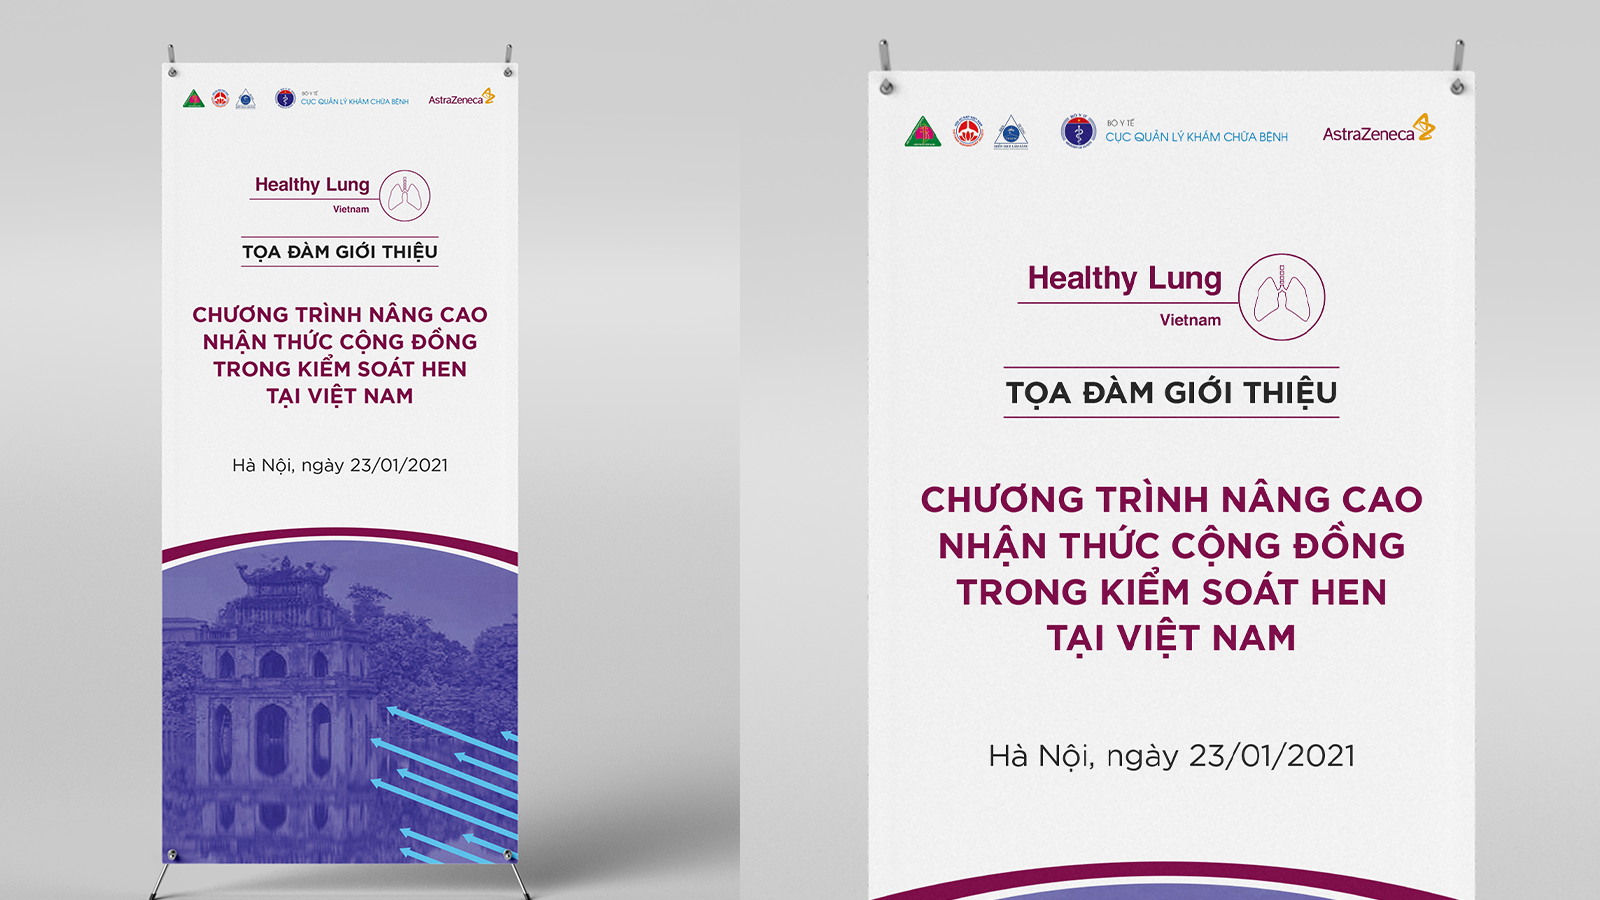 BỘ Y TẾ
CỤC QUẢN LÝ KHÁM CHỮA BỆNH
AstraZeneca
Healthy Lung
Vietnam
TỌA ĐÀM GIỚI THIỆU
CHƯƠNG TRÌNH NÂNG CAO
NHẬN THỨC CỘNG ĐỒNG
TRONG KIỂM SOÁT HEN
TẠI VIỆT NAM
Hà Nội, ngày 23/01/2021
BỘ Y TẾ
CỤC QUẢN LÝ KHÁM CHỮA BỆNH
AstraZeneca
Healthy Lung
Vietnam
TỌA ĐÀM GIỚI THIỆU
CHƯƠNG TRÌNH NÂNG CAO
NHẬN THỨC CỘNG ĐỒNG
TRONG KIỂM SOÁT HEN
TẠI VIỆT NAM
Hà Nội, ngày 23/01/2021